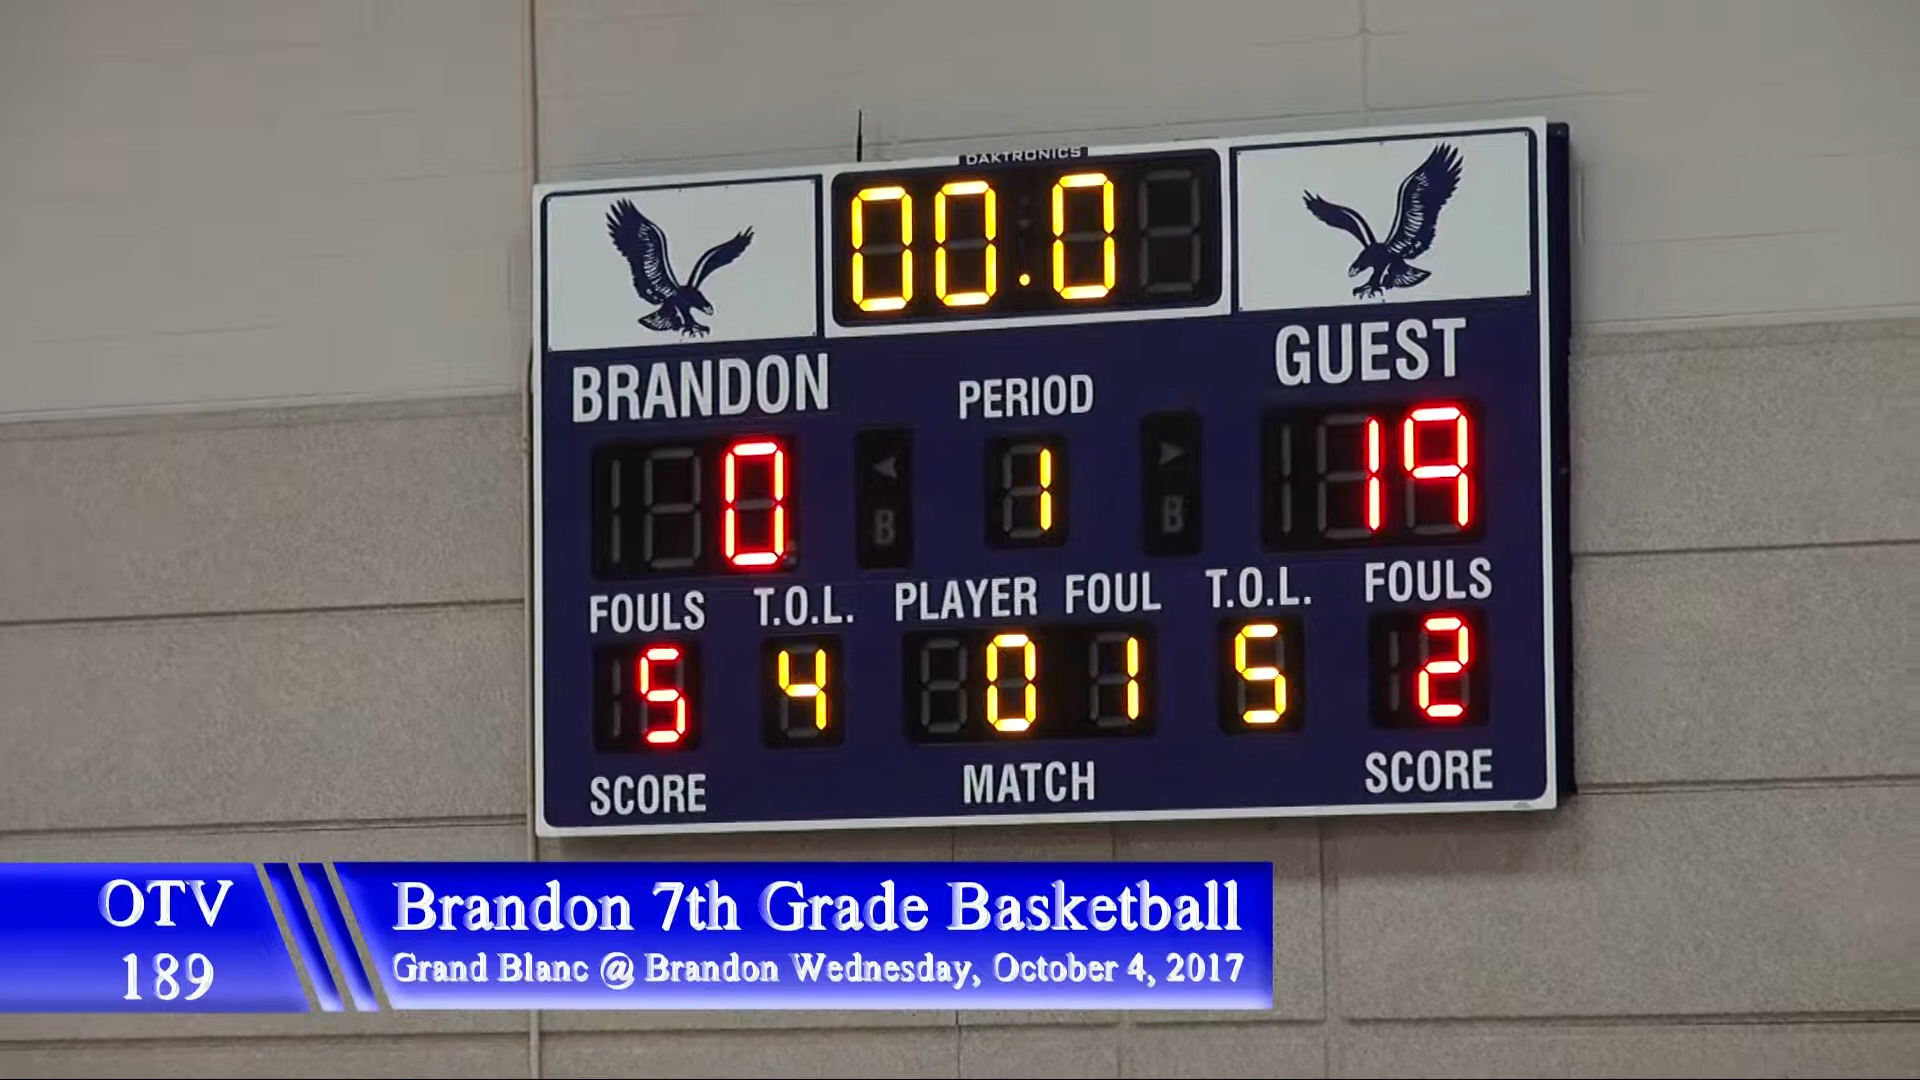 DAKTRONICS
00.0
BRANDON PERIOD GUEST
0 B 1 B 19
FOULS T.O.L. PLAYER FOUL T.O.L. FOULS
5 4 0 1 5 2
SCORE MATCH SCORE
OTV
189
Brandon 7th Grade Basketball
Grand Blanc @ Brandon Wednesday, October 4, 2017